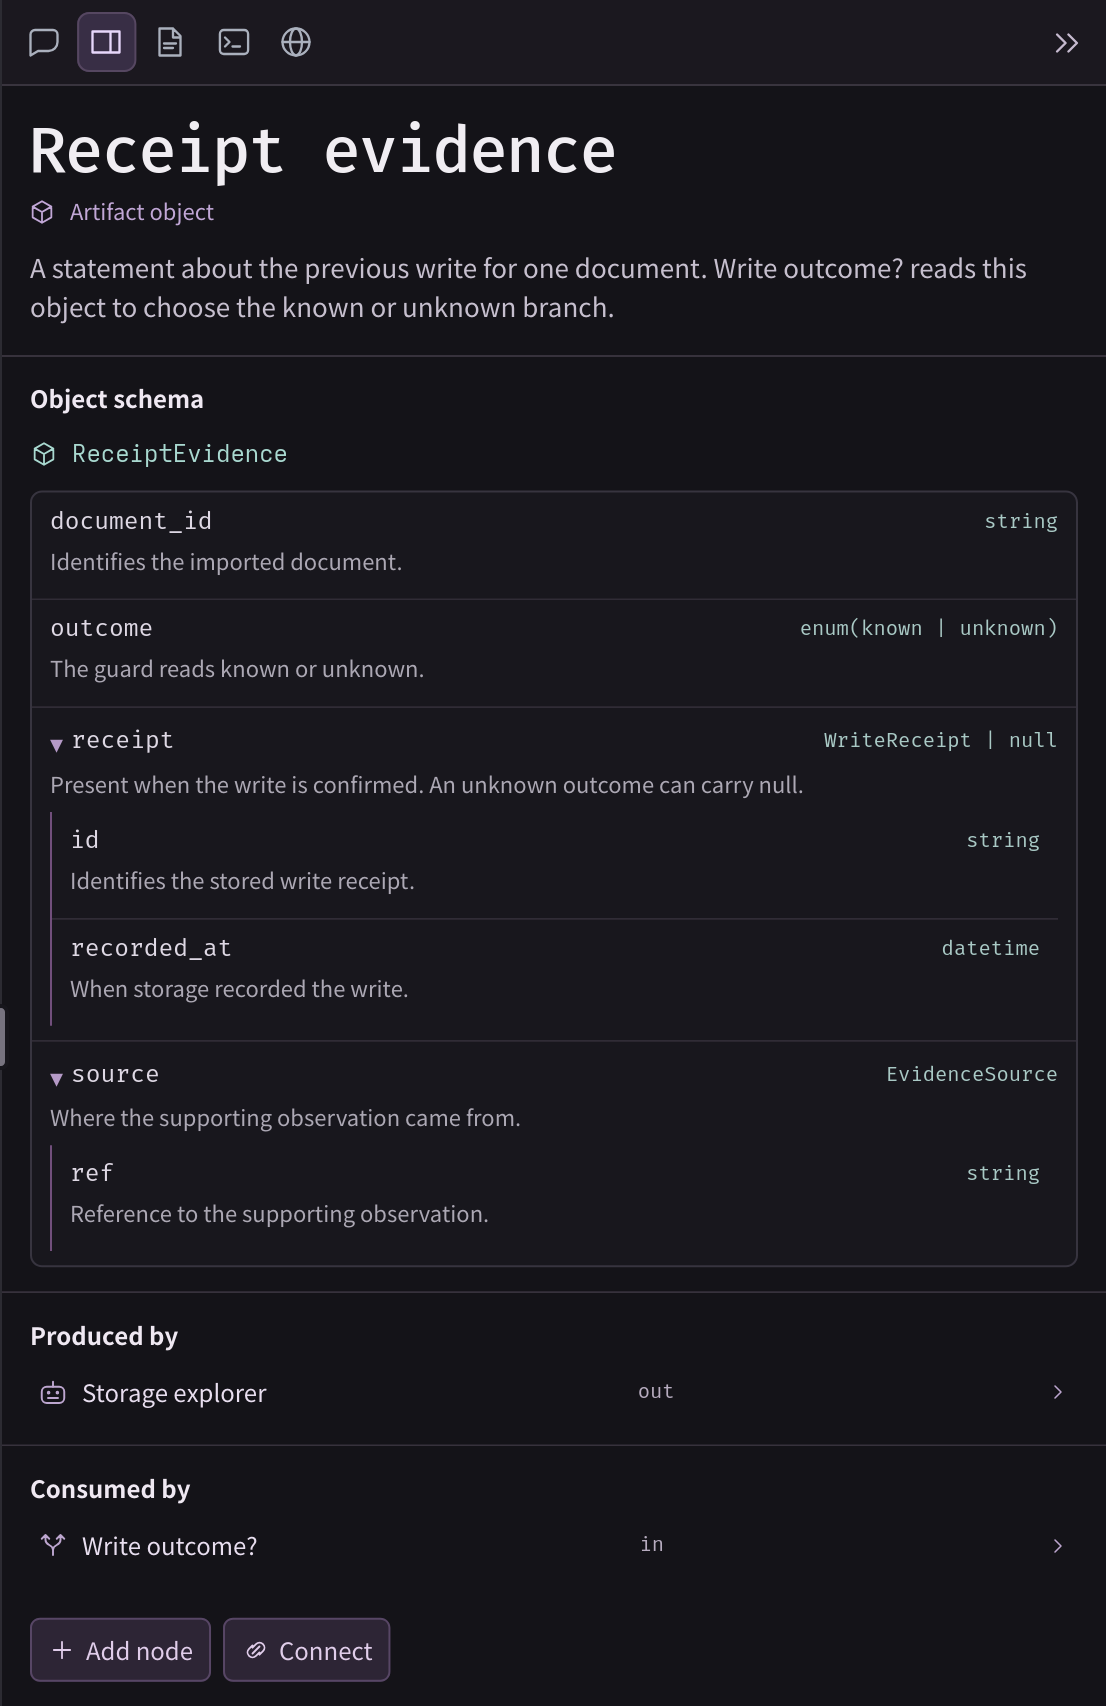 Receipt evidence
Artifact object
A statement about the previous write for one document. Write outcome? reads this
object to choose the known or unknown branch.
Object schema
ReceiptEvidence
document_id string
Identifies the imported document.
outcome enum(known | unknown)
The guard reads known or unknown.
receipt WriteReceipt | null
Present when the write is confirmed. An unknown outcome can carry null.
id string
Identifies the stored write receipt.
recorded_at datetime
When storage recorded the write.
source EvidenceSource
Where the supporting observation came from.
ref string
Reference to the supporting observation.
Produced by
Storage explorer out
Consumed by
Write outcome? in
Add node Connect